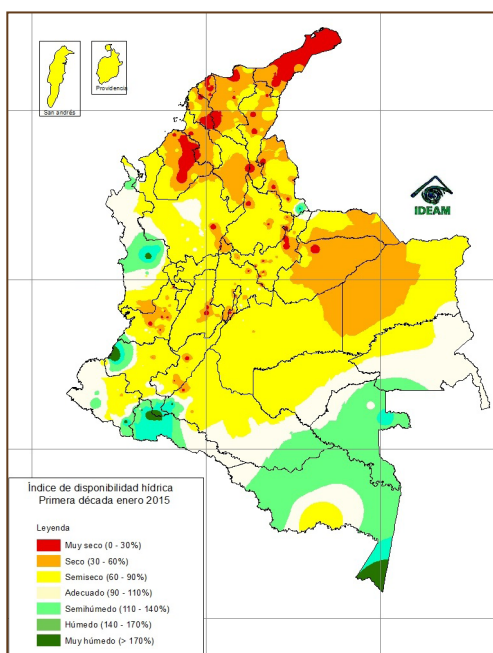 San andrés
Providencia
IDEAM
Índice de disponibilidad hídrica
Primera década enero 2015
Leyenda
Muy seco (0 - 30%)
Seco (30 - 60%)
Semiseco (60 - 90%)
Adecuado (90 - 110%)
Semihúmedo (110 - 140%)
Húmedo (140 - 170%)
Muy húmedo (> 170%)